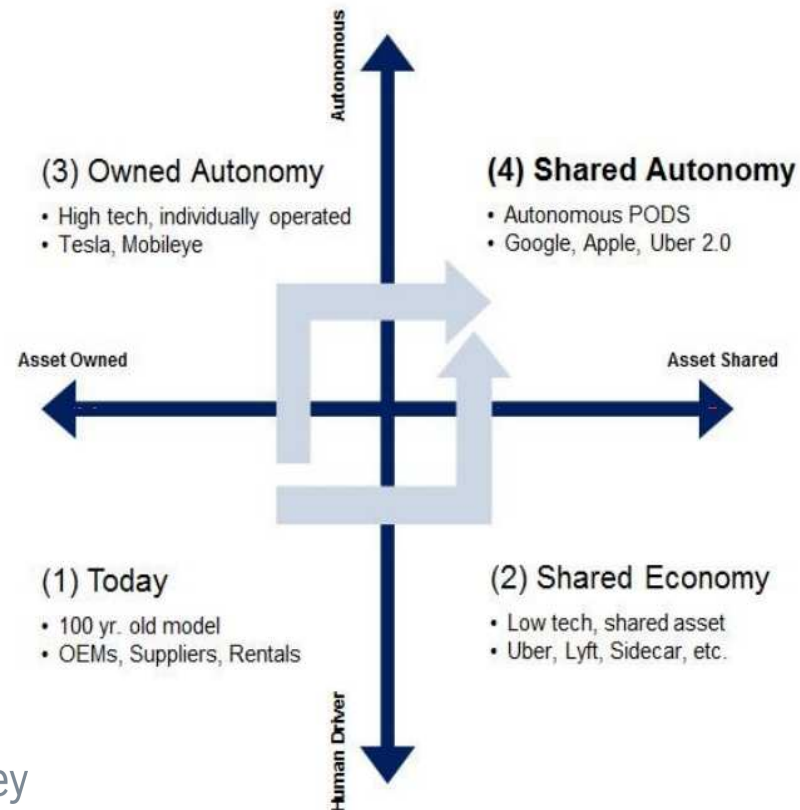 Autonomous
(3) Owned Autonomy
• High tech, individually operated
• Tesla, Mobileye
(4) Shared Autonomy
• Autonomous PODS
• Google, Apple, Uber 2.0
Asset Owned
Asset Shared
(1) Today
• 100 yr. old model
• OEMs, Suppliers, Rentals
(2) Shared Economy
• Low tech, shared asset
• Uber, Lyft, Sidecar, etc.
Human Driver
ey